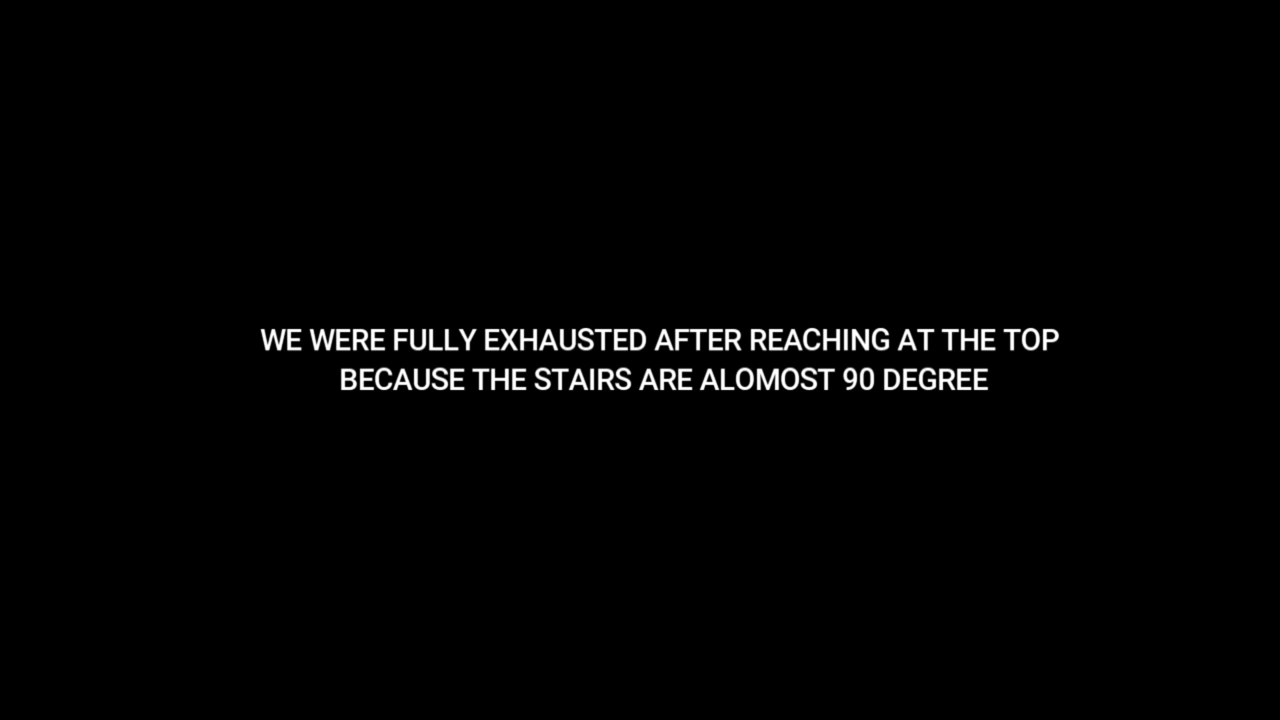 WE WERE FULLY EXHAUSTED AFTER REACHING AT THE TOP
BECAUSE THE STAIRS ARE ALOMOST 90 DEGREE